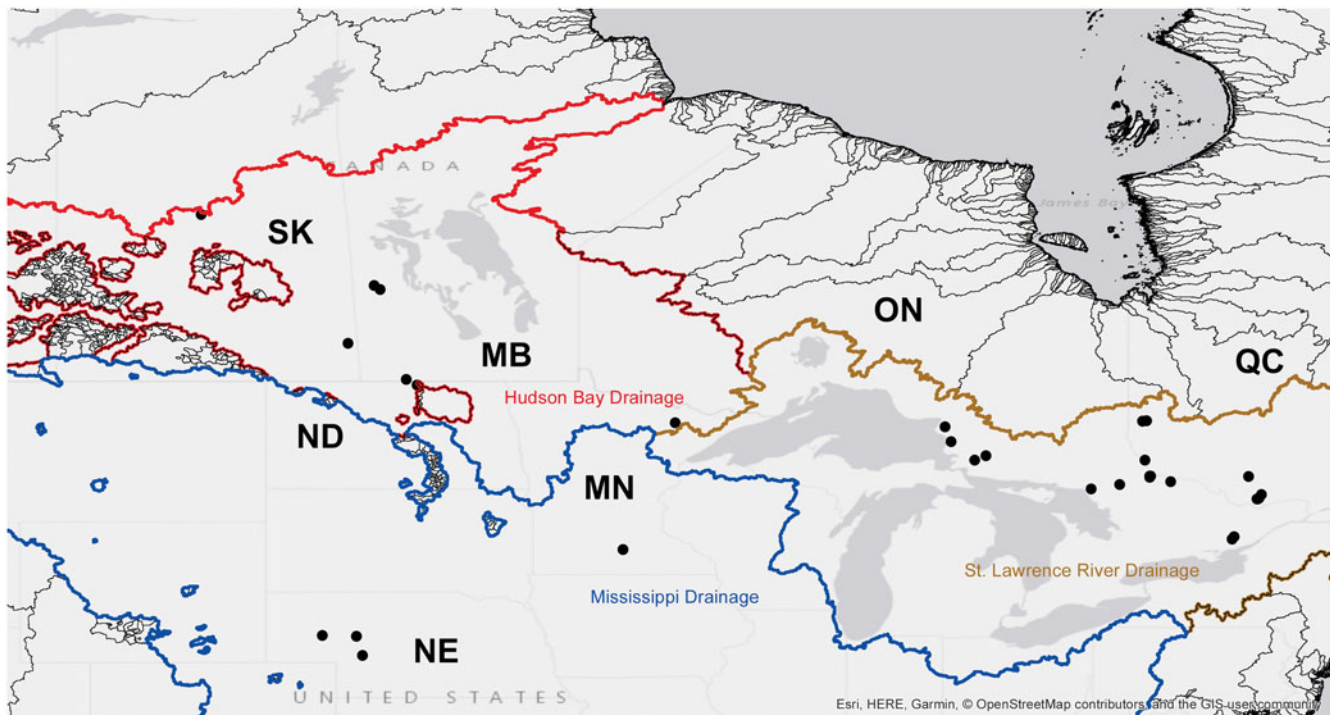 CANADA
James Bay
SK
ON
MB
QC
Hudson Bay Drainage
ND
MN
St. Lawrence River Drainage
Mississippi Drainage
NE
UNITED STATES
Esri, HERE, Garmin, © OpenStreetMap contributors, and the GIS user community